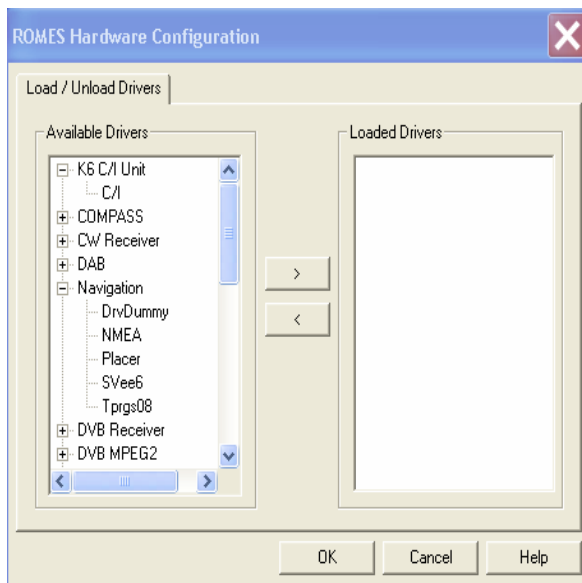 ROMES Hardware Configuration
Load / Unload Drivers
Available Drivers
K6 C/I Unit
C/I
COMPASS
CW Receiver
DAB
Navigation
DrvDummy
NMEA
Placer
SVee6
Tprgs08
DVB Receiver
DVB MPEG2
>
<
Loaded Drivers
OK Cancel Help